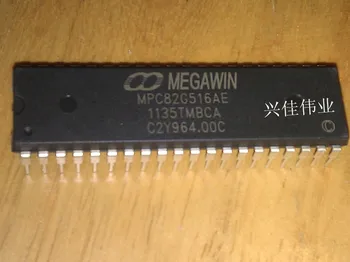 MEGAWIN
MPC82G516AE
1135TMBCA
C2Y964.00C
兴佳伟业